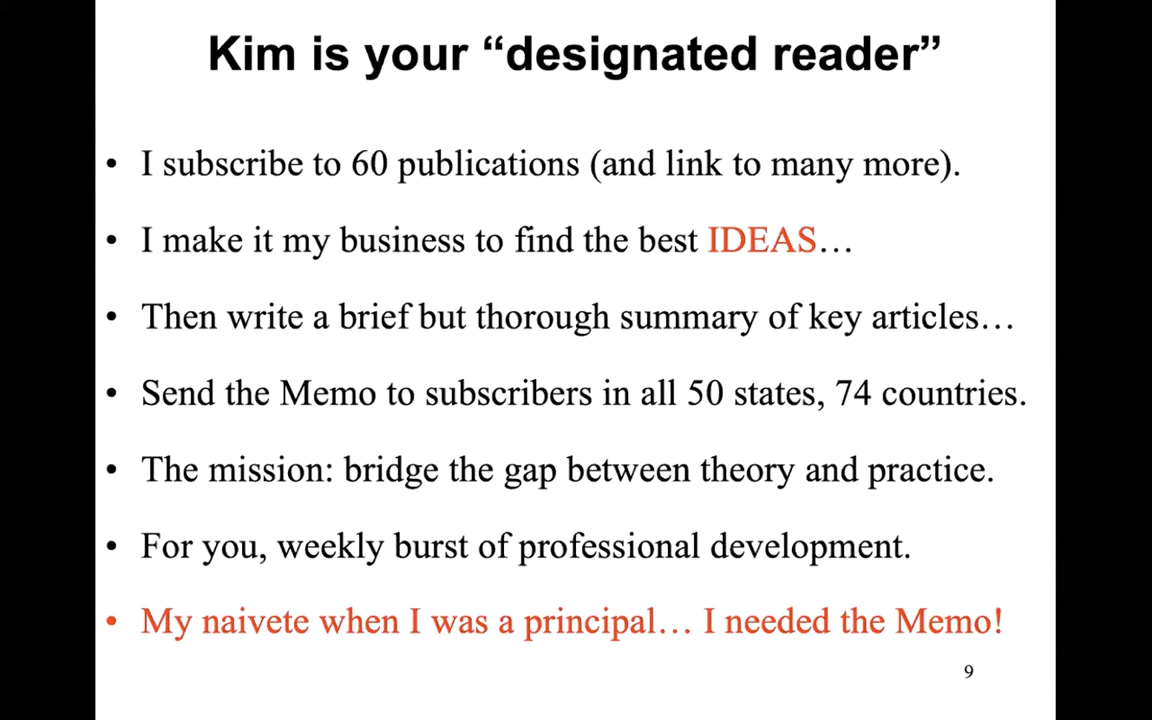 Kim is your “designated reader”
• I subscribe to 60 publications (and link to many more).
• I make it my business to find the best IDEAS…
• Then write a brief but thorough summary of key articles…
• Send the Memo to subscribers in all 50 states, 74 countries.
• The mission: bridge the gap between theory and practice.
• For you, weekly burst of professional development.
• My naivete when I was a principal… I needed the Memo!
9